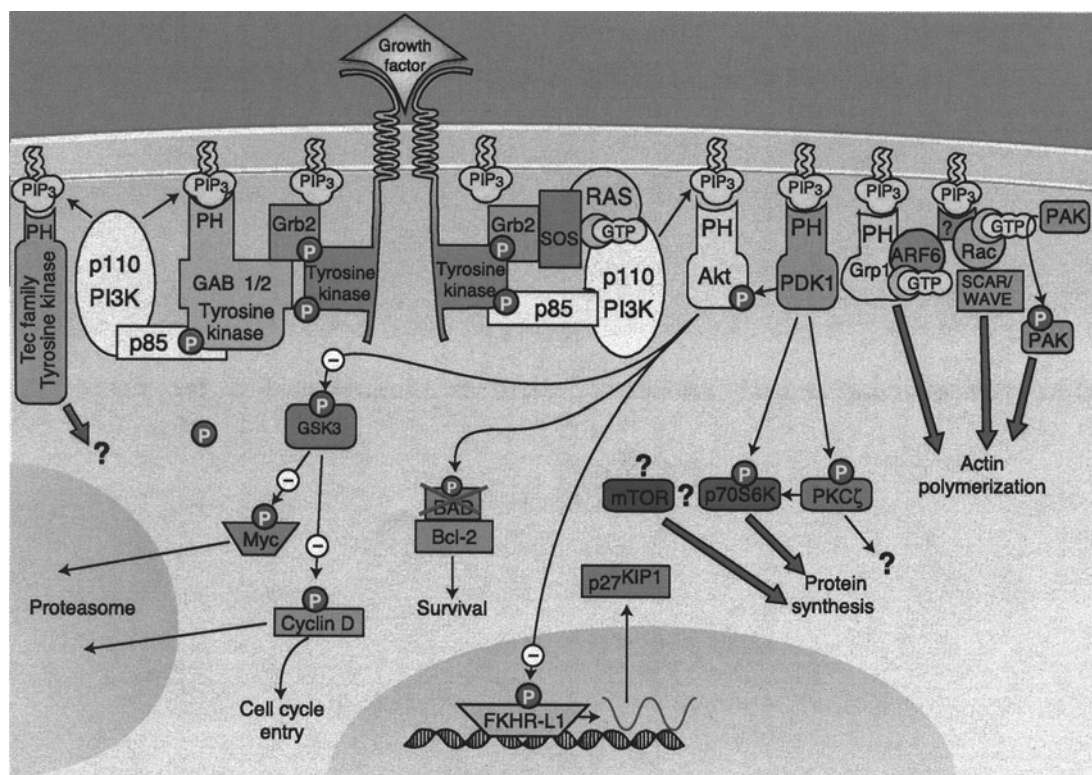 Growth
factor
PIP3
PIP3
PIP3
PIP3
PIP3
PIP3
PIP3
PIP3
PH
PH
Grb2
P
Grb2
P
SOS
RAS
GTP
PH
PH
PH
?
GTP
PAK
Tec family
Tyrosine kinase
p110
PI3K
p85
GAB 1/2
Tyrosine
kinase
P
Tyrosine
kinase
P
Tyrosine
kinase
P
p85
p110
PI3K
Akt
P
PDK1
Grp1
ARF6
GTP
Rac
SCAR/
WAVE
P
PAK
?
P
−
P
GSK3
−
P
Myc
−
P
Cyclin D
Proteasome
Cell cycle
entry
P
BAD
Bcl-2
Survival
?
mTOR
?
P
p70S6K
P
PKCζ
?
Actin
polymerization
Protein
synthesis
p27KIP1
−
P
FKHR-L1